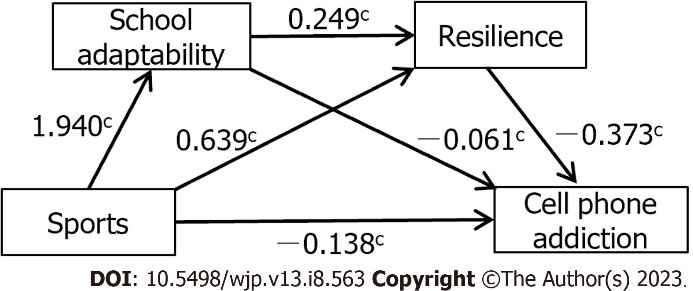 School
adaptability
0.249ᶜ
Resilience
1.940ᶜ
0.639ᶜ
−0.061ᶜ
−0.373ᶜ
Sports
−0.138ᶜ
Cell phone
addiction
DOI: 10.5498/wjp.v13.i8.563 Copyright ©The Author(s) 2023.